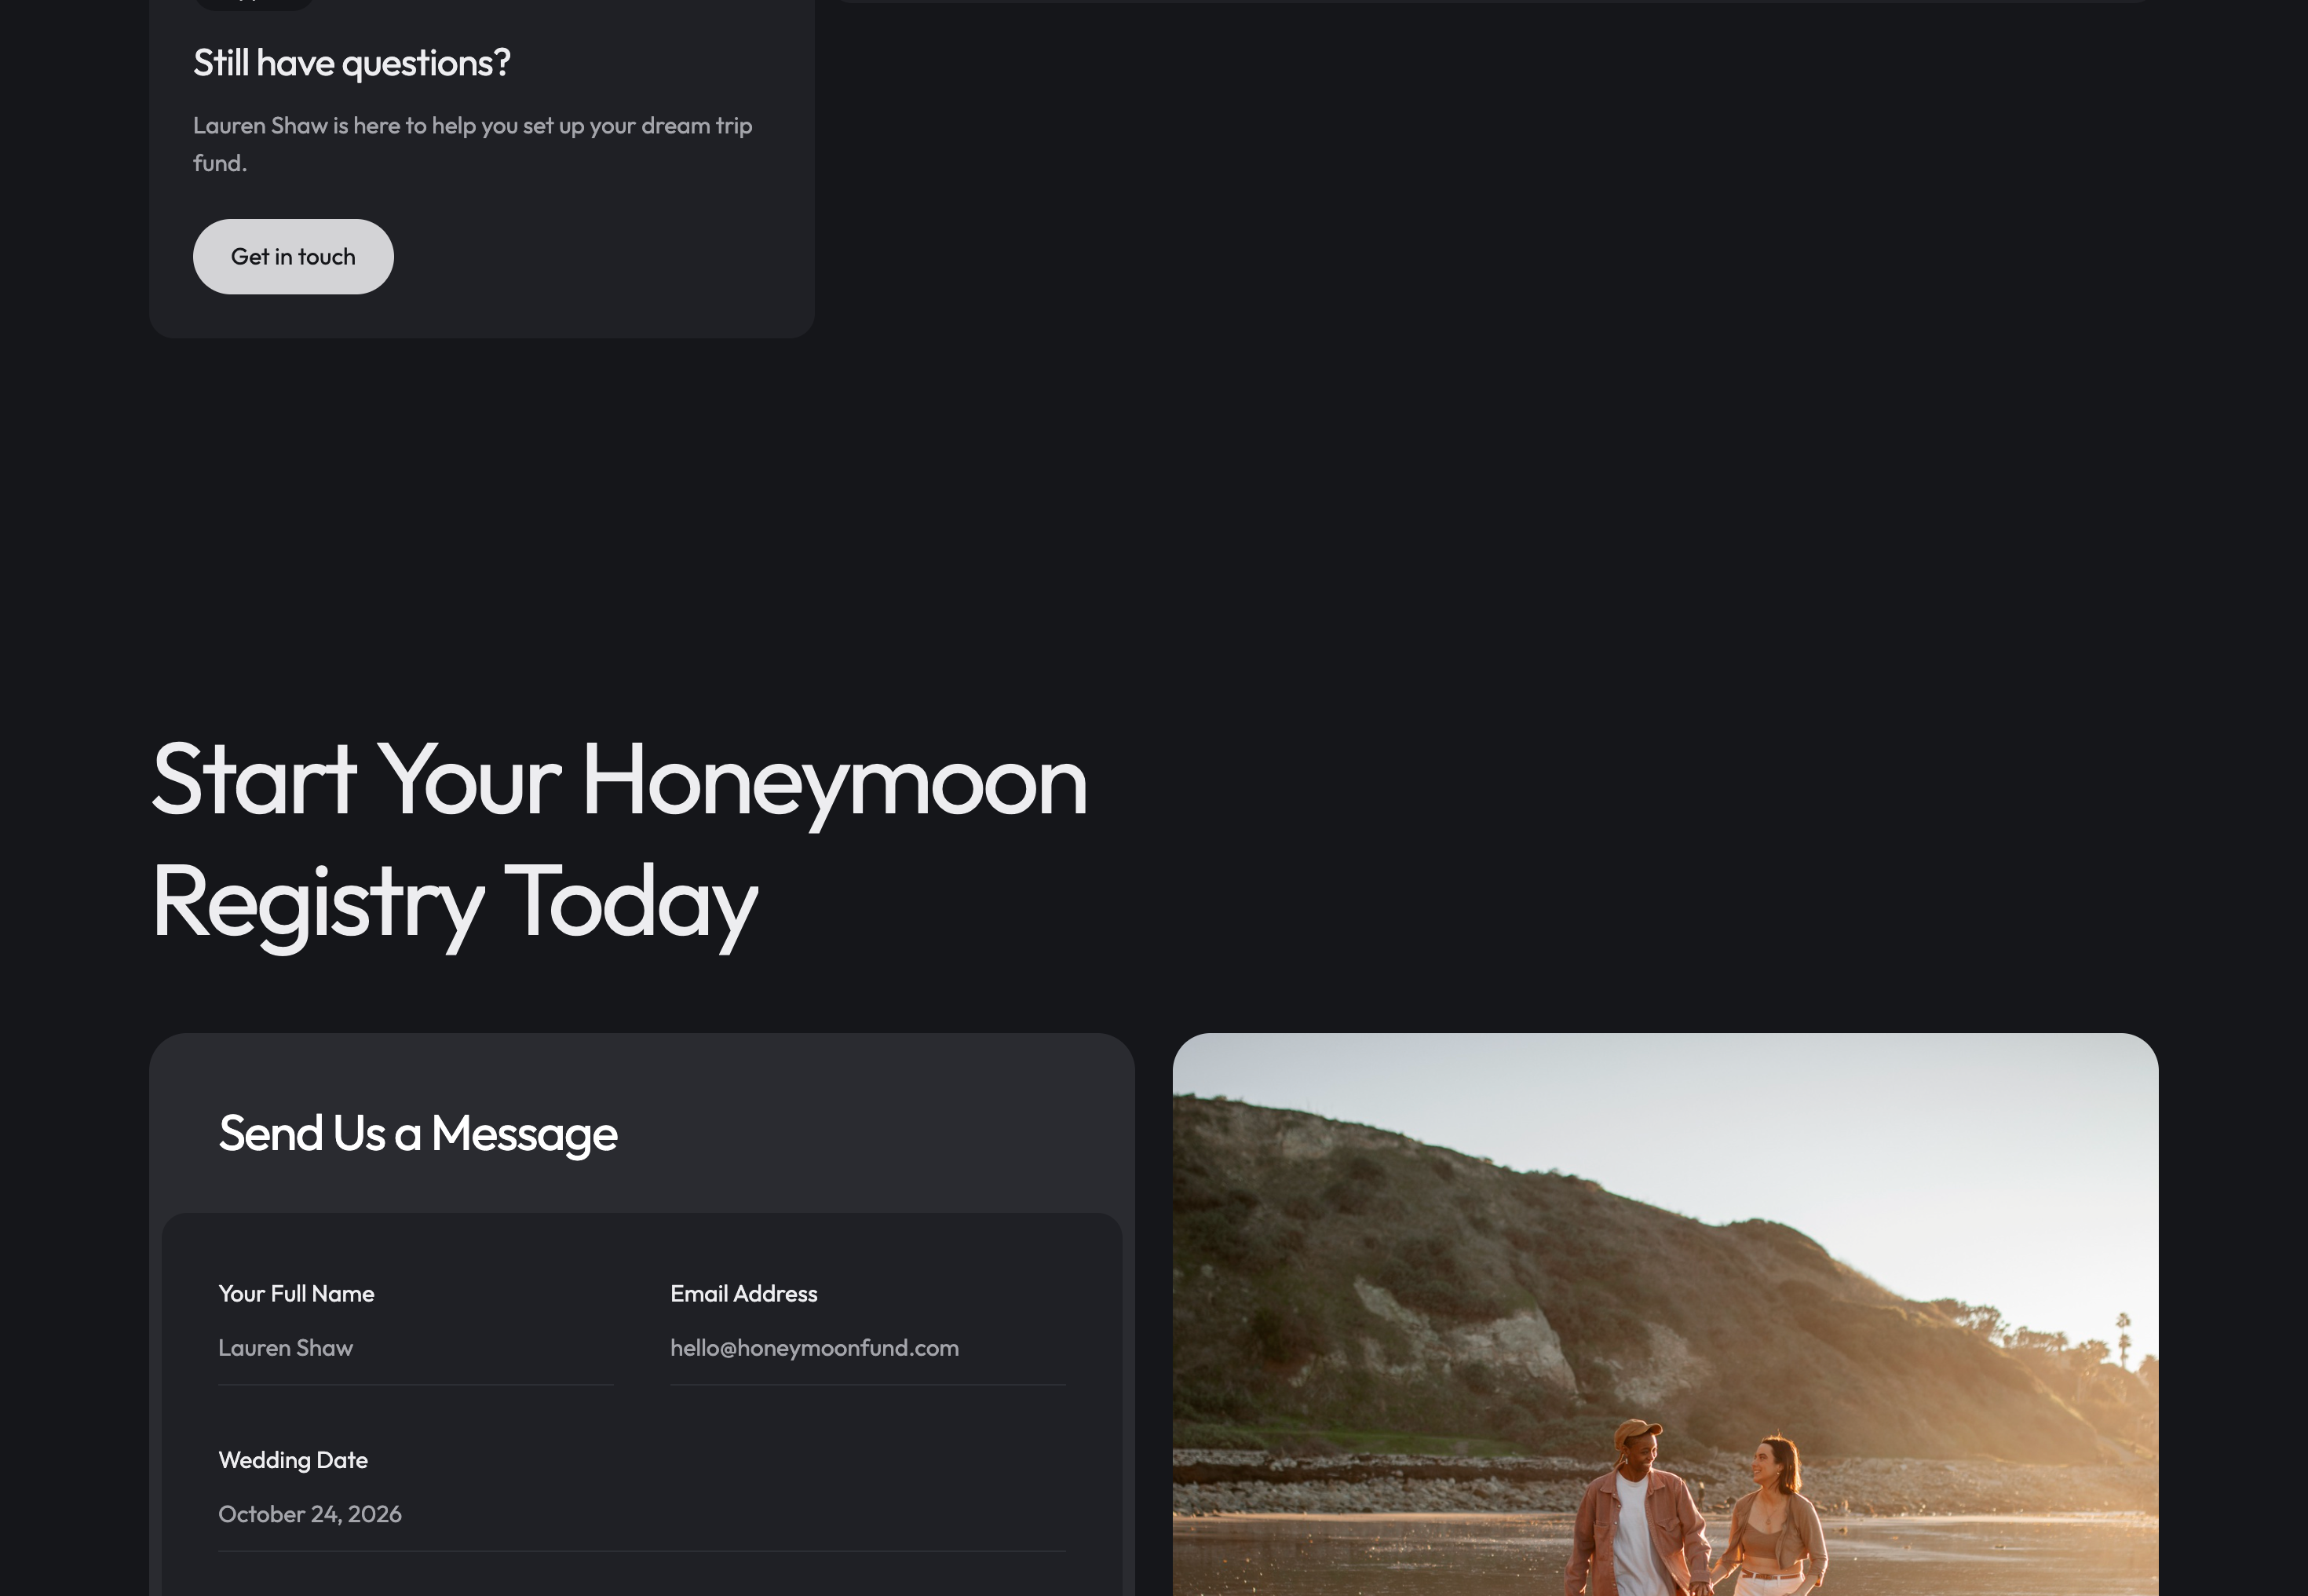 Still have questions?
Lauren Shaw is here to help you set up your dream trip
fund.
Get in touch
Start Your Honeymoon
Registry Today
Send Us a Message
Your Full Name
Email Address
Lauren Shaw
hello@honeymoonfund.com
Wedding Date
October 24, 2026